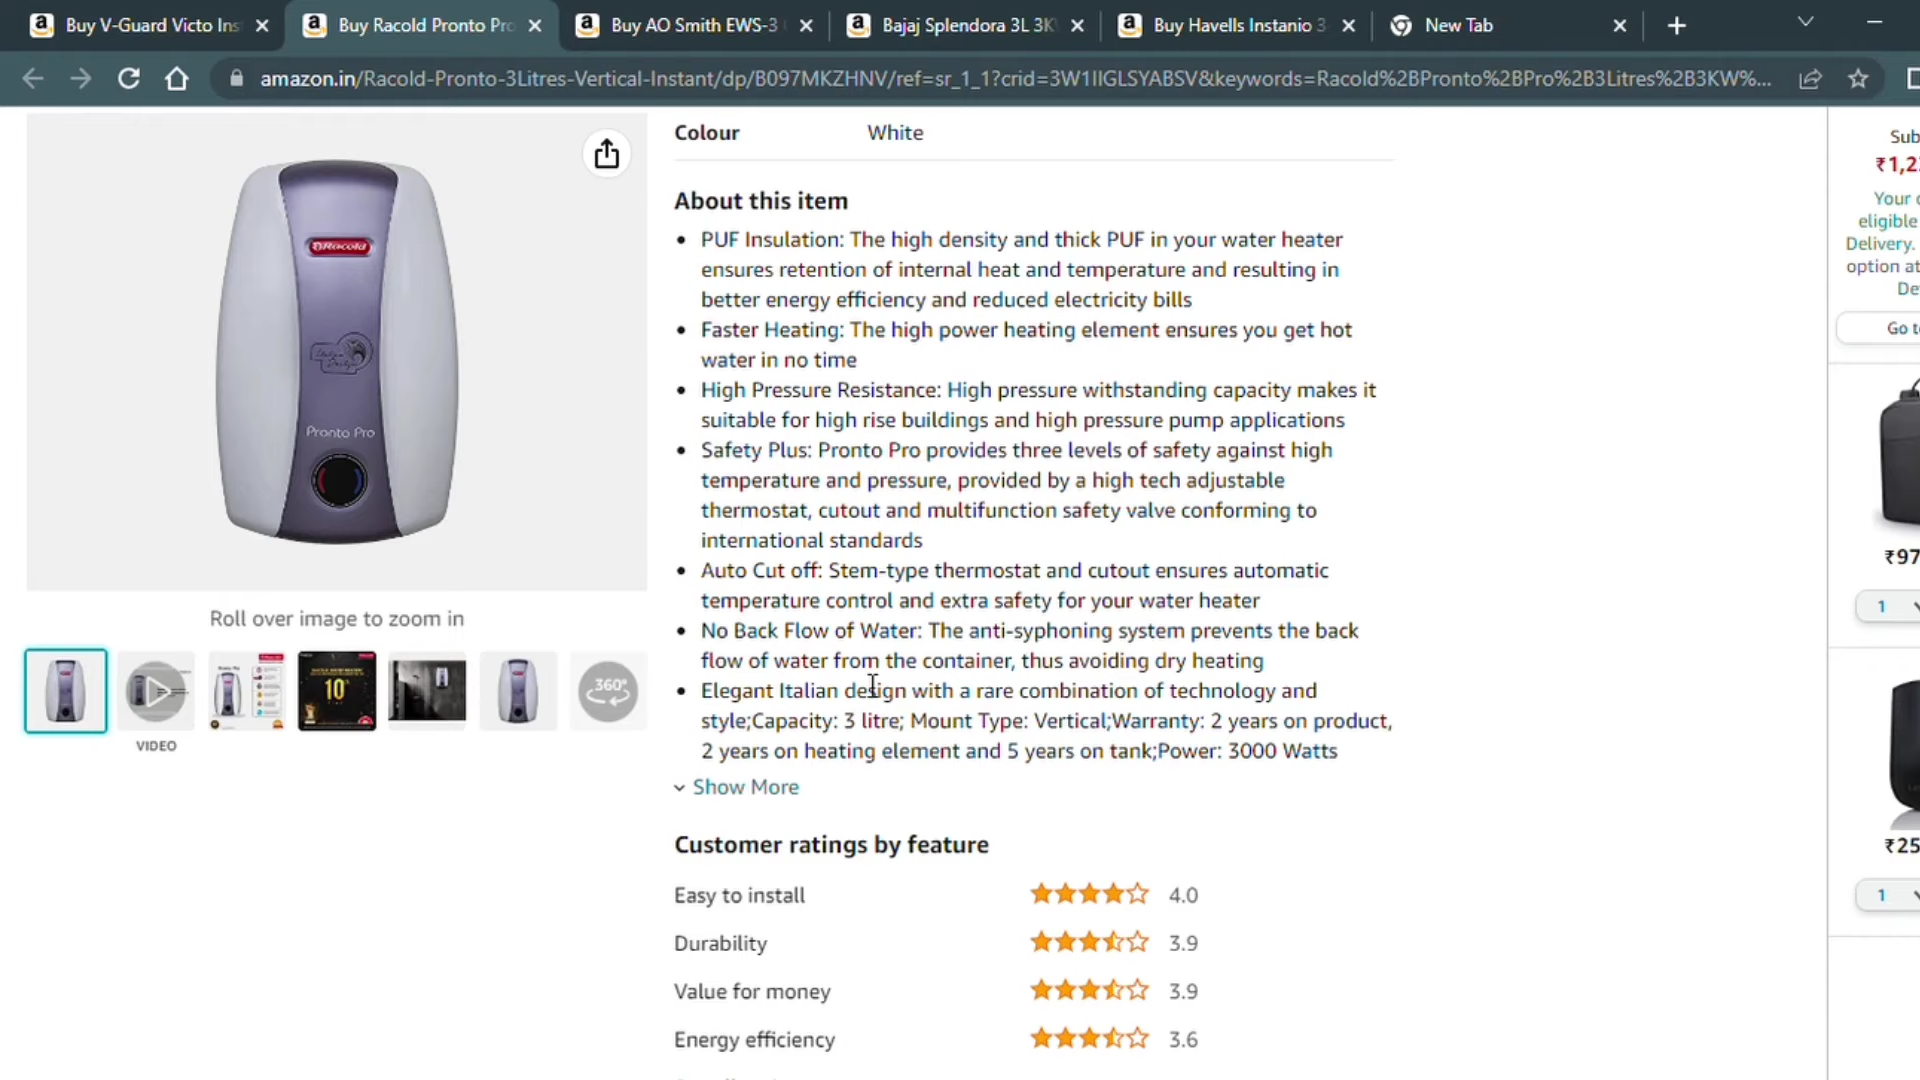 Buy V-Guard Victo Ins
Buy Racold Pronto Pro
Buy AO Smith EWS-3
Bajaj Splendora 3L 3K
Buy Havells Instanio 3
New Tab
amazon.in/Racold-Pronto-3Litres-Vertical-Instant/dp/B097MKZHNV/ref=sr_1_1?crid=3W1IIGLSYABSV&keywords=Racold%2BPronto%2BPro%2B3Litres%2B3KW%...
Racold
Pronto Pro
Roll over image to zoom in
10
360°
VIDEO
Colour White
About this item
PUF Insulation: The high density and thick PUF in your water heater
ensures retention of internal heat and temperature and resulting in
better energy efficiency and reduced electricity bills
Faster Heating: The high power heating element ensures you get hot
water in no time
High Pressure Resistance: High pressure withstanding capacity makes it
suitable for high rise buildings and high pressure pump applications
Safety Plus: Pronto Pro provides three levels of safety against high
temperature and pressure, provided by a high tech adjustable
thermostat, cutout and multifunction safety valve conforming to
international standards
Auto Cut off: Stem-type thermostat and cutout ensures automatic
temperature control and extra safety for your water heater
No Back Flow of Water: The anti-syphoning system prevents the back
flow of water from the container, thus avoiding dry heating
Elegant Italian design with a rare combination of technology and
style;Capacity: 3 litre; Mount Type: Vertical;Warranty: 2 years on product,
2 years on heating element and 5 years on tank;Power: 3000 Watts
Show More
Customer ratings by feature
Easy to install 4.0
Durability 3.9
Value for money 3.9
Energy efficiency 3.6
Sub
₹1,2
Your
eligible
Delivery.
option at
De
Go t
₹97
1
₹25
1